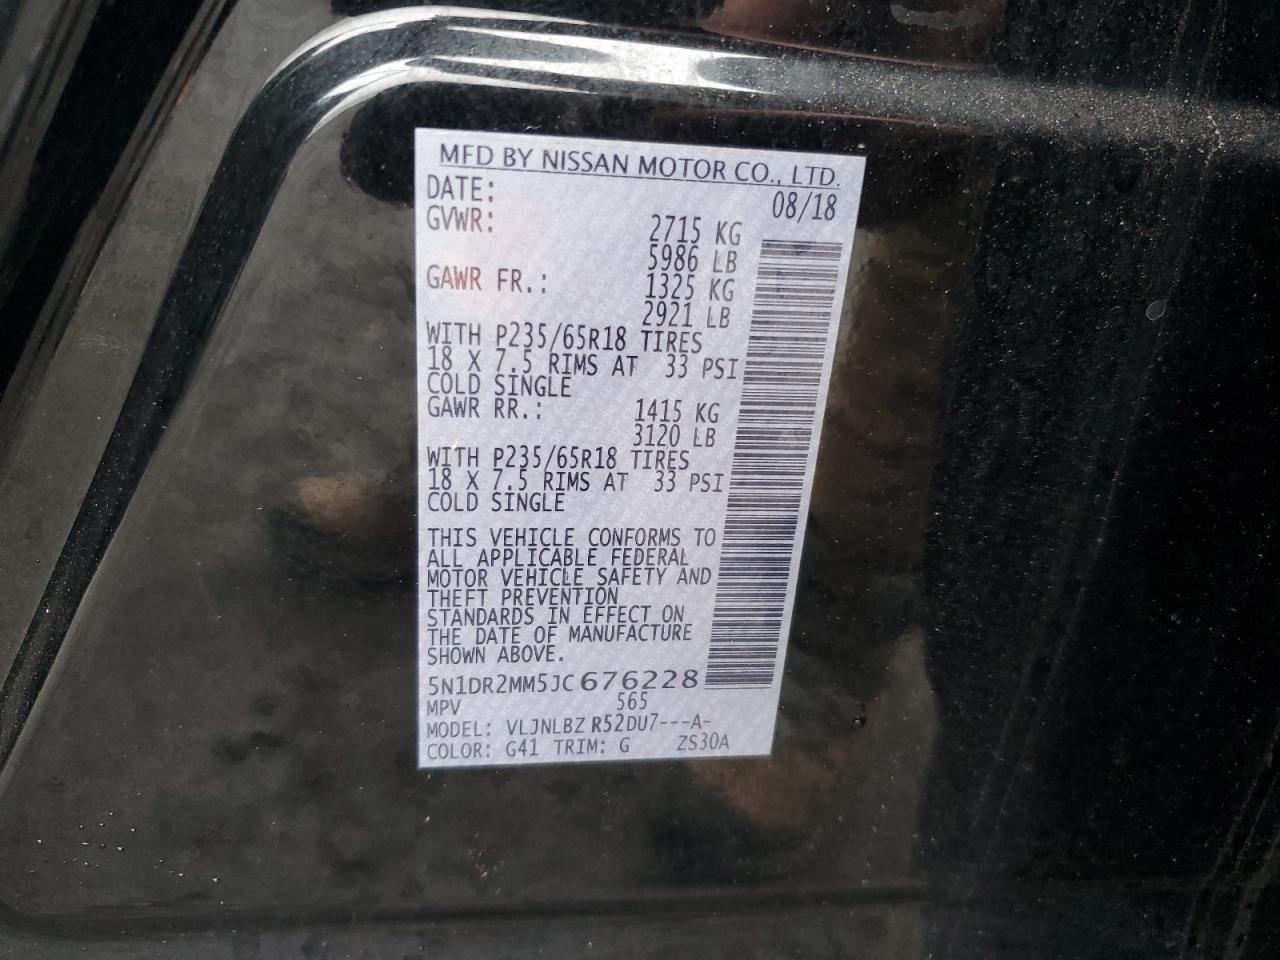 MFD BY NISSAN MOTOR CO., LTD.
DATE: 08/18
GVWR: 2715 KG
5986 LB
GAWR FR.: 1325 KG
2921 LB
WITH P235/65R18 TIRES
18 X 7.5 RIMS AT 33 PSI
COLD SINGLE
GAWR RR.: 1415 KG
3120 LB
WITH P235/65R18 TIRES
18 X 7.5 RIMS AT 33 PSI
COLD SINGLE
THIS VEHICLE CONFORMS TO
ALL APPLICABLE FEDERAL
MOTOR VEHICLE SAFETY AND
THEFT PREVENTION
STANDARDS IN EFFECT ON
THE DATE OF MANUFACTURE
SHOWN ABOVE.
5N1DR2MM5JC676228
MPV 565
MODEL: VLJNLBZ R52DU7---A-
COLOR: G41 TRIM: G ZS30A